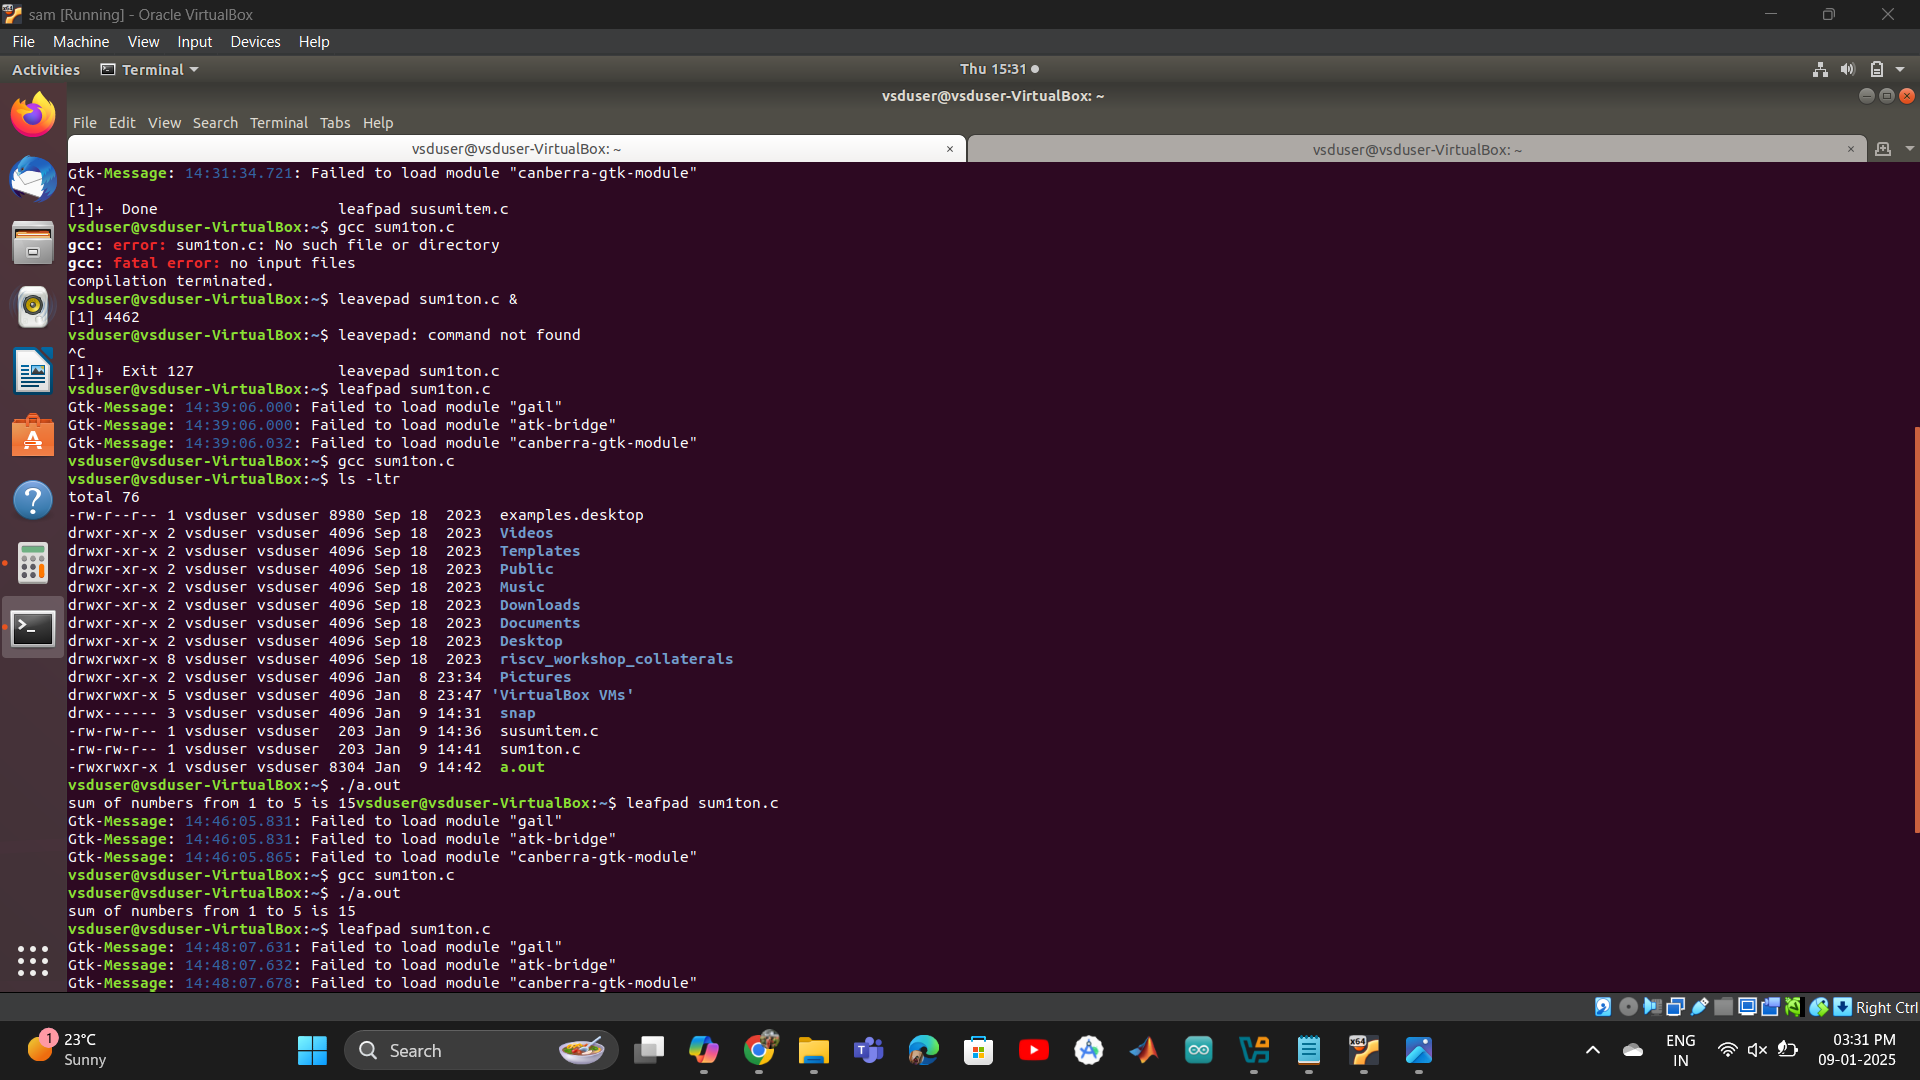 sam [Running] - Oracle VirtualBox
File Machine View Input Devices Help
Activities Terminal Thu 15:31
vsduser@vsduser-VirtualBox: ~
File Edit View Search Terminal Tabs Help
vsduser@vsduser-VirtualBox: ~ × vsduser@vsduser-VirtualBox: ~ ×
Gtk-Message: 14:31:34.721: Failed to load module "canberra-gtk-module"
^C
[1]+  Done                    leafpad susumitem.c
vsduser@vsduser-VirtualBox:~$ gcc sum1ton.c
gcc: error: sum1ton.c: No such file or directory
gcc: fatal error: no input files
compilation terminated.
vsduser@vsduser-VirtualBox:~$ leavepad sum1ton.c &
[1] 4462
vsduser@vsduser-VirtualBox:~$ leavepad: command not found
^C
[1]+  Exit 127                leavepad sum1ton.c
vsduser@vsduser-VirtualBox:~$ leafpad sum1ton.c
Gtk-Message: 14:39:06.000: Failed to load module "gail"
Gtk-Message: 14:39:06.000: Failed to load module "atk-bridge"
Gtk-Message: 14:39:06.032: Failed to load module "canberra-gtk-module"
vsduser@vsduser-VirtualBox:~$ gcc sum1ton.c
vsduser@vsduser-VirtualBox:~$ ls -ltr
total 76
-rw-r--r-- 1 vsduser vsduser 8980 Sep 18  2023  examples.desktop
drwxr-xr-x 2 vsduser vsduser 4096 Sep 18  2023  Videos
drwxr-xr-x 2 vsduser vsduser 4096 Sep 18  2023  Templates
drwxr-xr-x 2 vsduser vsduser 4096 Sep 18  2023  Public
drwxr-xr-x 2 vsduser vsduser 4096 Sep 18  2023  Music
drwxr-xr-x 2 vsduser vsduser 4096 Sep 18  2023  Downloads
drwxr-xr-x 2 vsduser vsduser 4096 Sep 18  2023  Documents
drwxr-xr-x 2 vsduser vsduser 4096 Sep 18  2023  Desktop
drwxrwxr-x 8 vsduser vsduser 4096 Sep 18  2023  riscv_workshop_collaterals
drwxr-xr-x 2 vsduser vsduser 4096 Jan  8 23:34  Pictures
drwxrwxr-x 5 vsduser vsduser 4096 Jan  8 23:47 'VirtualBox VMs'
drwx------ 3 vsduser vsduser 4096 Jan  9 14:31  snap
-rw-rw-r-- 1 vsduser vsduser  203 Jan  9 14:36  susumitem.c
-rw-rw-r-- 1 vsduser vsduser  203 Jan  9 14:41  sum1ton.c
-rwxrwxr-x 1 vsduser vsduser 8304 Jan  9 14:42  a.out
vsduser@vsduser-VirtualBox:~$ ./a.out
sum of numbers from 1 to 5 is 15vsduser@vsduser-VirtualBox:~$ leafpad sum1ton.c
Gtk-Message: 14:46:05.831: Failed to load module "gail"
Gtk-Message: 14:46:05.831: Failed to load module "atk-bridge"
Gtk-Message: 14:46:05.865: Failed to load module "canberra-gtk-module"
vsduser@vsduser-VirtualBox:~$ gcc sum1ton.c
vsduser@vsduser-VirtualBox:~$ ./a.out
sum of numbers from 1 to 5 is 15
vsduser@vsduser-VirtualBox:~$ leafpad sum1ton.c
Gtk-Message: 14:48:07.631: Failed to load module "gail"
Gtk-Message: 14:48:07.632: Failed to load module "atk-bridge"
Gtk-Message: 14:48:07.678: Failed to load module "canberra-gtk-module"
Right Ctrl
1 23°C
Sunny
Search
ENG
IN
03:31 PM
09-01-2025